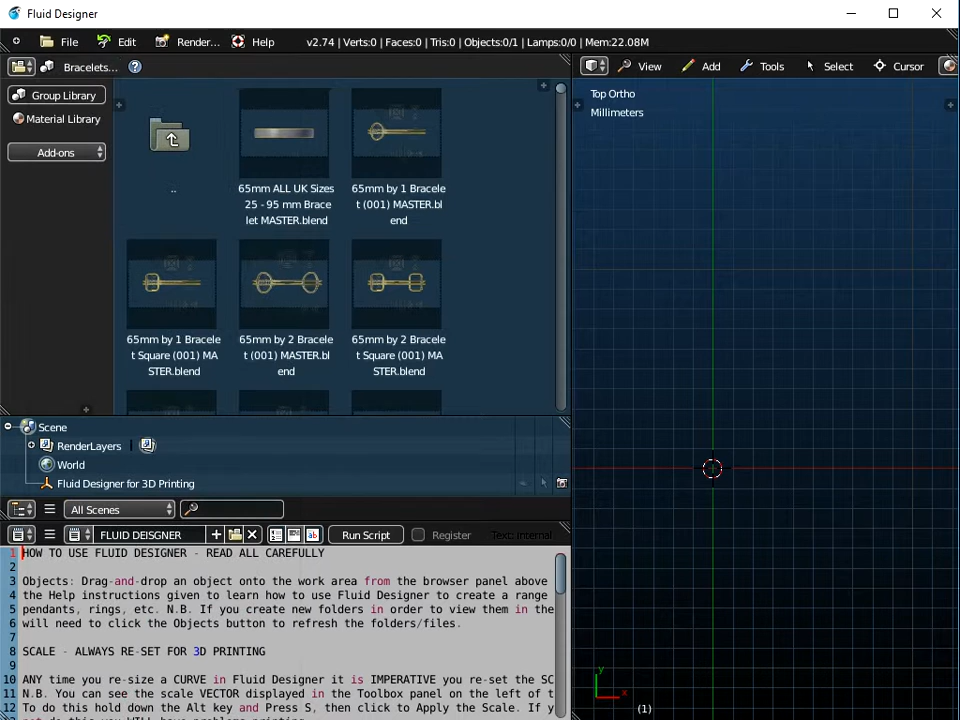 Fluid Designer
File Edit Render... Help v2.74 | Verts:0 | Faces:0 | Tris:0 | Objects:0/1 | Lamps:0/0 | Mem:22.08M
Bracelets... ? View Add Tools Select Cursor
Group Library
Material Library
Add-ons
..
65mm ALL UK Sizes
25 - 95 mm Brace
let MASTER.blend
65mm by 1 Bracele
t (001) MASTER.bl
end
65mm by 1 Bracele
t Square (001) MA
STER.blend
65mm by 2 Bracele
t (001) MASTER.bl
end
65mm by 2 Bracele
t Square (001) MA
STER.blend
Top Ortho
Millimeters
Scene
RenderLayers |
World
Fluid Designer for 3D Printing
All Scenes
FLUID DEISGNER Run Script Register Text: Internal
1 HOW TO USE FLUID DEISGNER - READ ALL CAREFULLY
2
3 Objects: Drag-and-drop an object onto the work area from the browser panel above
4 the Help instructions given to learn how to use Fluid Designer to create a range
5 pendants, rings, etc. N.B. If you create new folders in order to view them in the
6 will need to click the Objects button to refresh the folders/files.
7
8 SCALE - ALWAYS RE-SET FOR 3D PRINTING
9
10 ANY time you re-size a CURVE in Fluid Designer it is IMPERATIVE you re-set the SC
11 N.B. You can see the scale VECTOR displayed in the Toolbox panel on the left of t
12 To do this hold down the Alt key and Press S, then click to Apply the Scale. If y
y
x
(1)